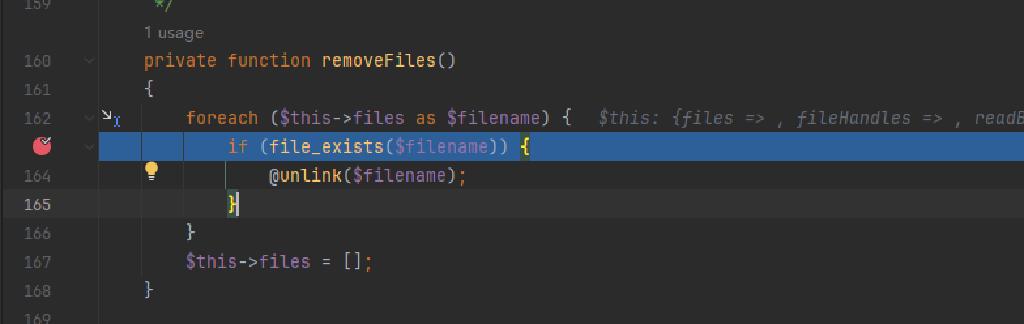 159 */
1 usage
160 private function removeFiles()
161 {
162 foreach ($this->files as $filename) { $this: {files => , fileHandles => , readB
if (file_exists($filename)) {
164 @unlink($filename);
165 }
166 }
167 $this->files = [];
168 }
169